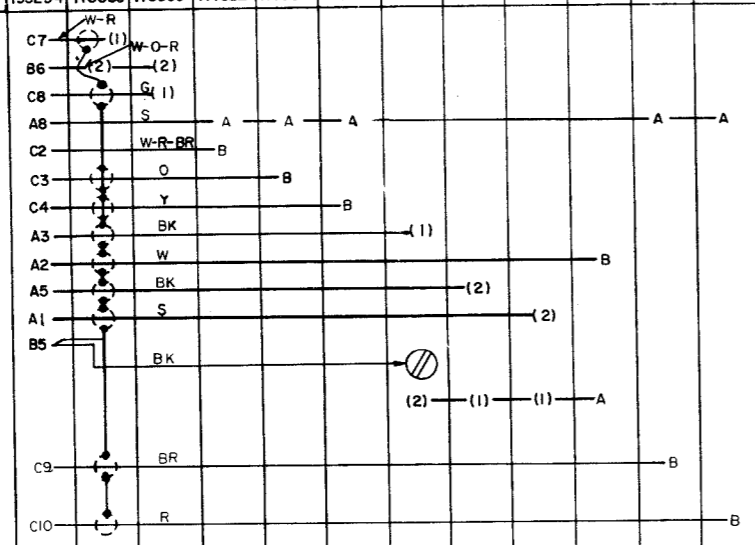 W-R
C7 (1)
W-O-R
B6 (2) (2)
C8 G (1)
A8 S A A A A A
C2 W-R-BR B
C3 O B
C4 Y B
A3 BK (1)
A2 W B
A5 BK (2)
A1 S (2)
B5
BK
(2) (1) (1) A
C9 BR B
C10 R B